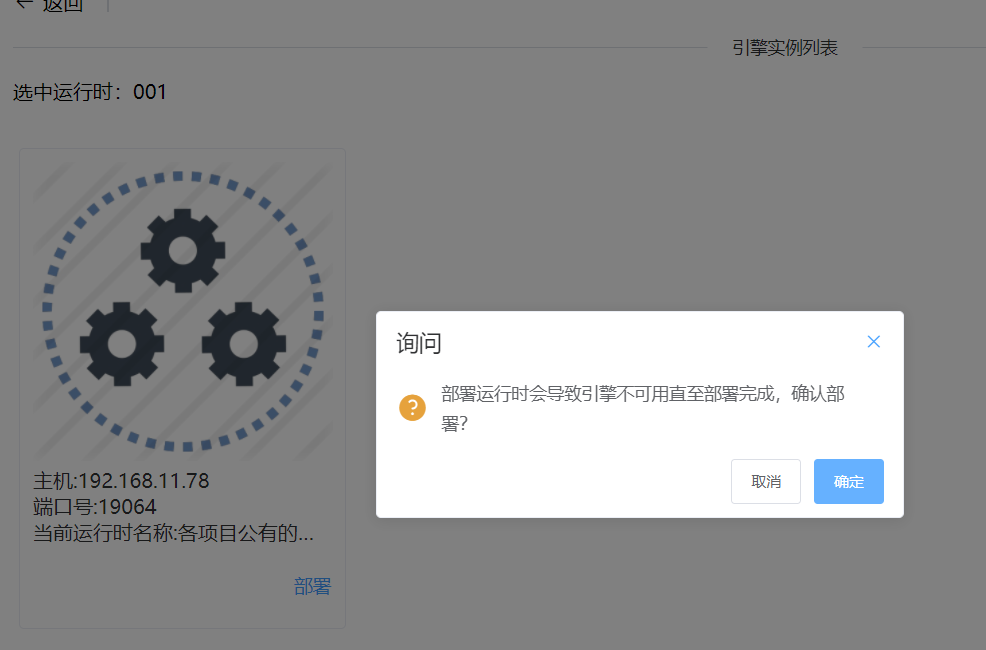 ← 返回
引擎实例列表
选中运行时：001
主机:192.168.11.78
端口号:19064
当前运行时名称:各项目公有的...
部署
询问
部署运行时会导致引擎不可用直至部署完成，确认部
署？
取消
确定